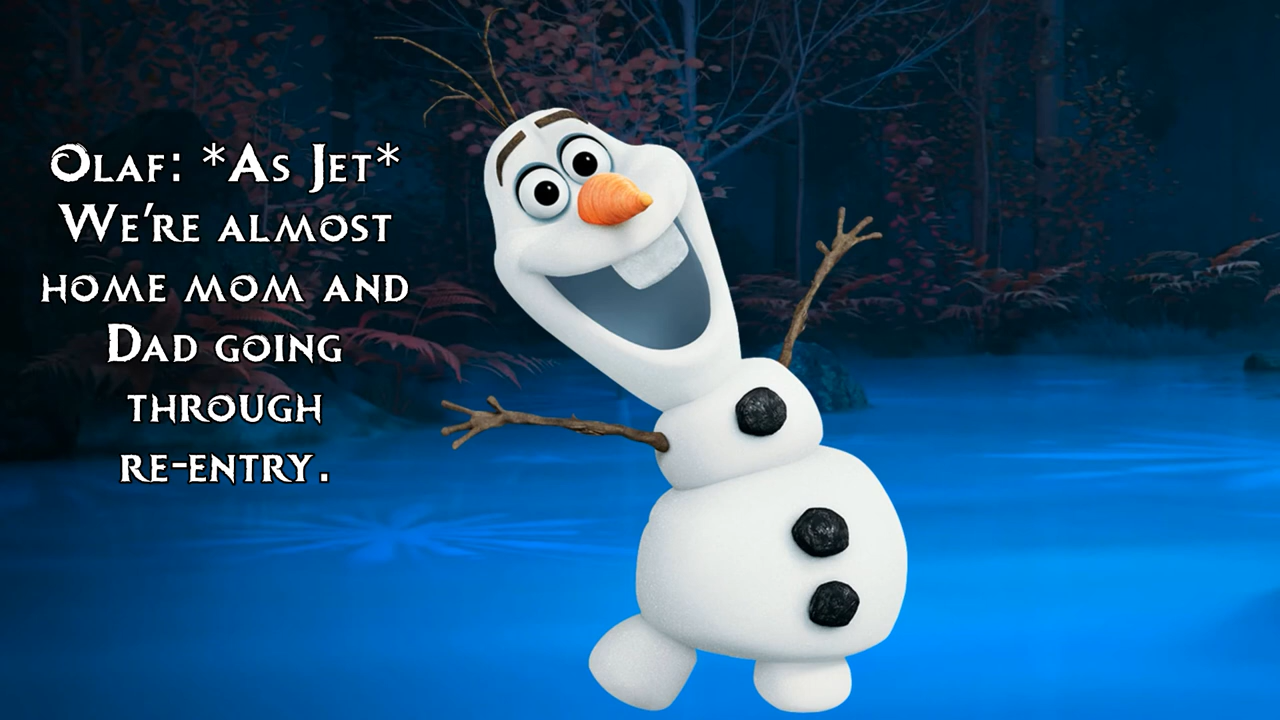 Olaf: *As Jet*
We're almost
home mom and
Dad going
through
re-entry.